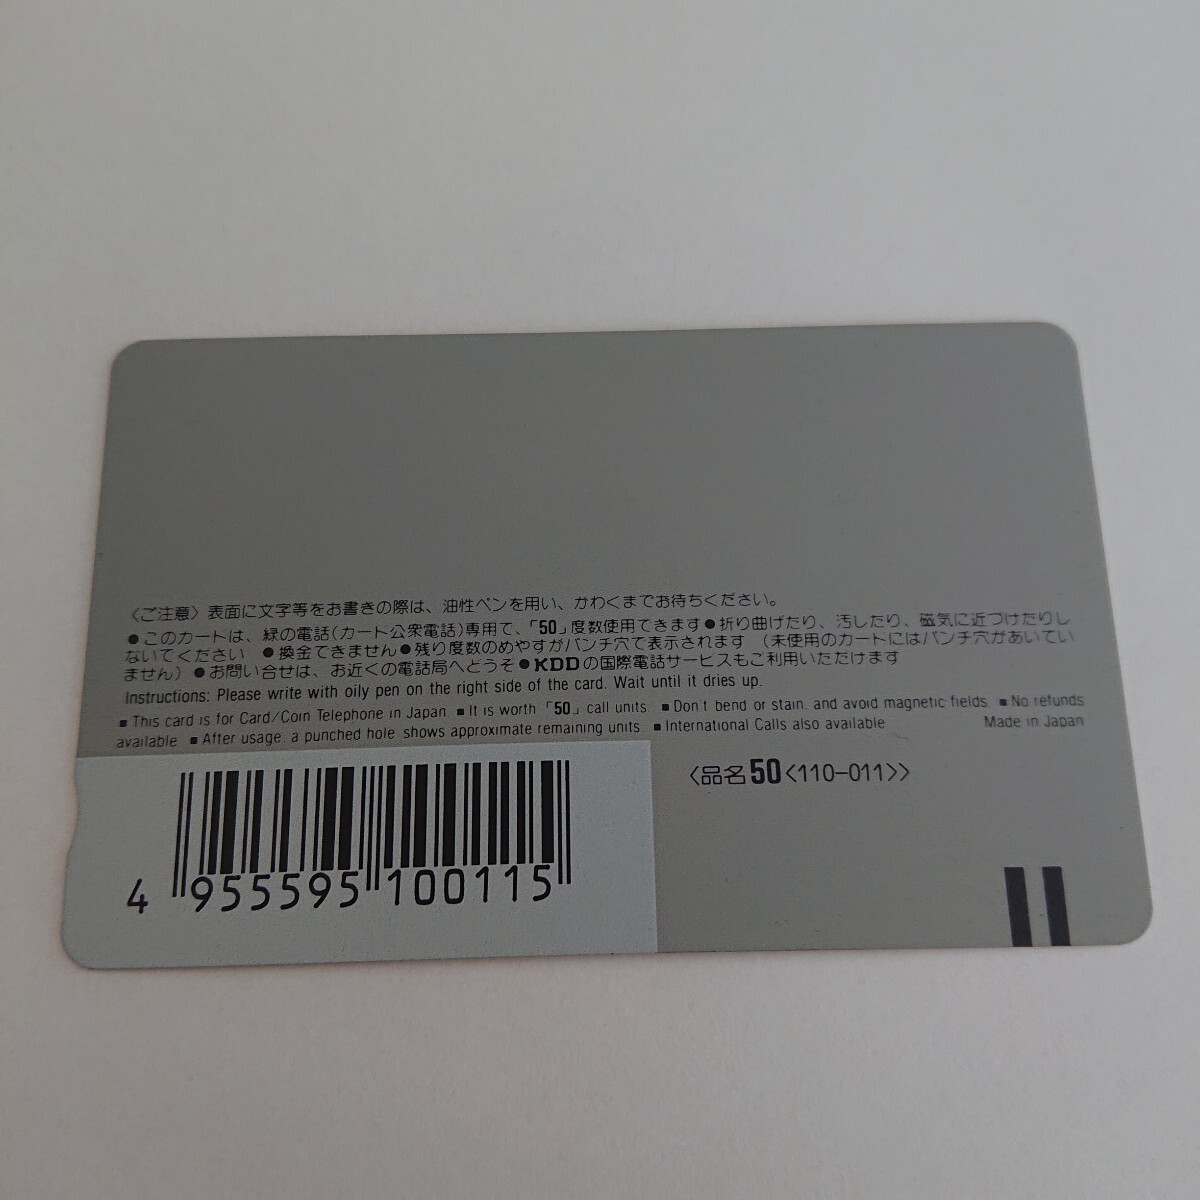 〈ご注意〉表面に文字等をお書きの際は、油性ペンを用い、かわくまでお待ちください。
●このカードは、緑の電話(カード公衆電話)専用で、「50」度数使用できます●折り曲げたり、汚したり、磁気に近づけたりし
ないでください ●換金できません●残り度数のめやすがパンチ穴で表示されます (未使用のカードにはパンチ穴があいてい
ません) ●お問い合せは、お近くの電話局へどうぞ●KDDの国際電話サービスもご利用いただけます
Instructions: Please write with oily pen on the right side of the card. Wait until it dries up.
■ This card is for Card/Coin Telephone in Japan ■ It is worth「50」call units. ■ Don't bend or stain. and avoid magnetic fields ■ No refunds
available ■ After usage. a punched hole shows approximate remaining units. ■ International Calls also available Made in Japan
〈品名50〈110-011〉〉
4 955595 100115